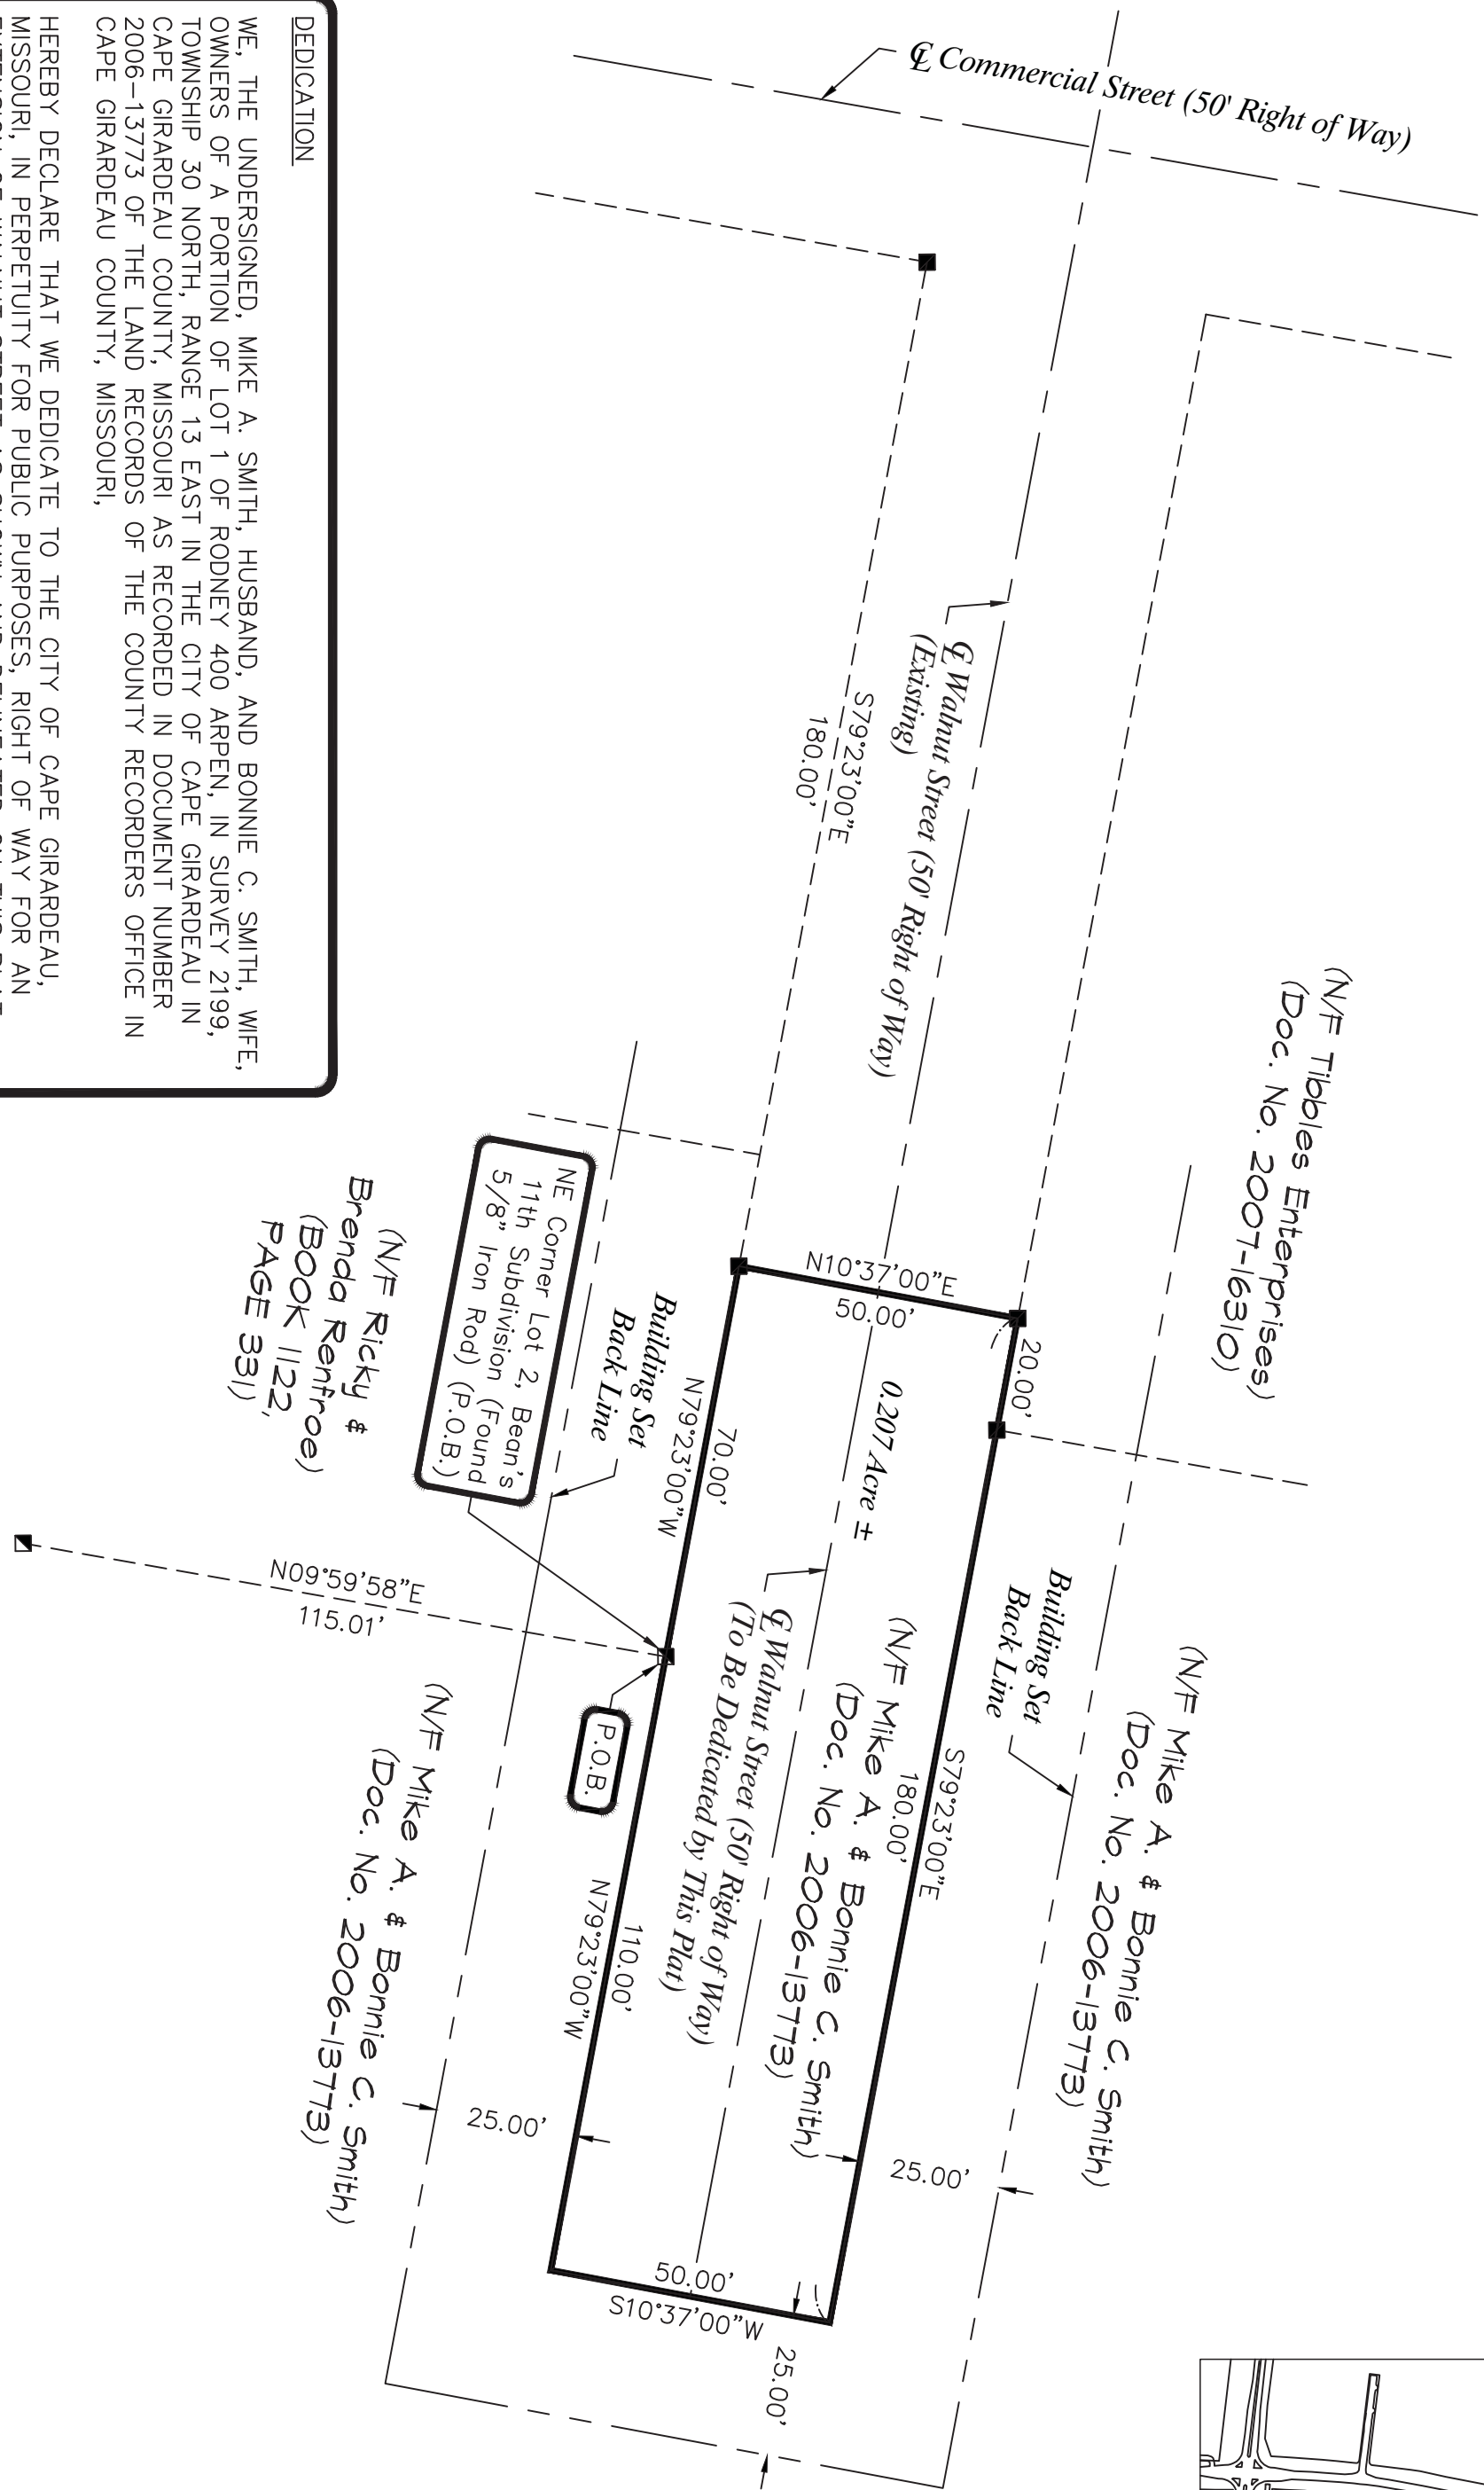 ℄ Commercial Street (50' Right of Way)
℄ Walnut Street (50' Right of Way)
(Existing)
S79°23'00"E
180.00'
(N/F Tibbles Enterprises)
(Doc. No. 2007-16310)
N10°37'00"E
50.00'
20.00'
0.207 Acre ±
Building Set
Back Line
70.00'
N79°23'00"W
NE Corner Lot 2, Bean's
11th Subdivision (Found
5/8" Iron Rod) (P.O.B.)
(N/F Ricky &
Brenda Renfroe)
(BOOK 1122,
PAGE 331)
N09°59'58"E
115.01'
P.O.B.
Building Set
Back Line
(N/F Mike A. & Bonnie C. Smith)
(Doc. No. 2006-13773)
S79°23'00"E
180.00'
(N/F Mike A. & Bonnie C. Smith)
(Doc. No. 2006-13773)
℄ Walnut Street (50' Right of Way)
(To Be Dedicated by This Plat)
110.00'
N79°23'00"W
(N/F Mike A. & Bonnie C. Smith)
(Doc. No. 2006-13773)
25.00'
25.00'
50.00'
S10°37'00"W
25.00'
DEDICATION
WE, THE UNDERSIGNED, MIKE A. SMITH, HUSBAND, AND BONNIE C. SMITH, WIFE,
OWNERS OF A PORTION OF LOT 1 OF RODNEY 400 ARPEN, IN SURVEY 2199,
TOWNSHIP 30 NORTH, RANGE 13 EAST IN THE CITY OF CAPE GIRARDEAU IN
CAPE GIRARDEAU COUNTY, MISSOURI AS RECORDED IN DOCUMENT NUMBER
2006-13773 OF THE LAND RECORDS OF THE COUNTY RECORDERS OFFICE IN
CAPE GIRARDEAU COUNTY, MISSOURI,
HEREBY DECLARE THAT WE DEDICATE TO THE CITY OF CAPE GIRARDEAU,
MISSOURI, IN PERPETUITY FOR PUBLIC PURPOSES, RIGHT OF WAY FOR AN